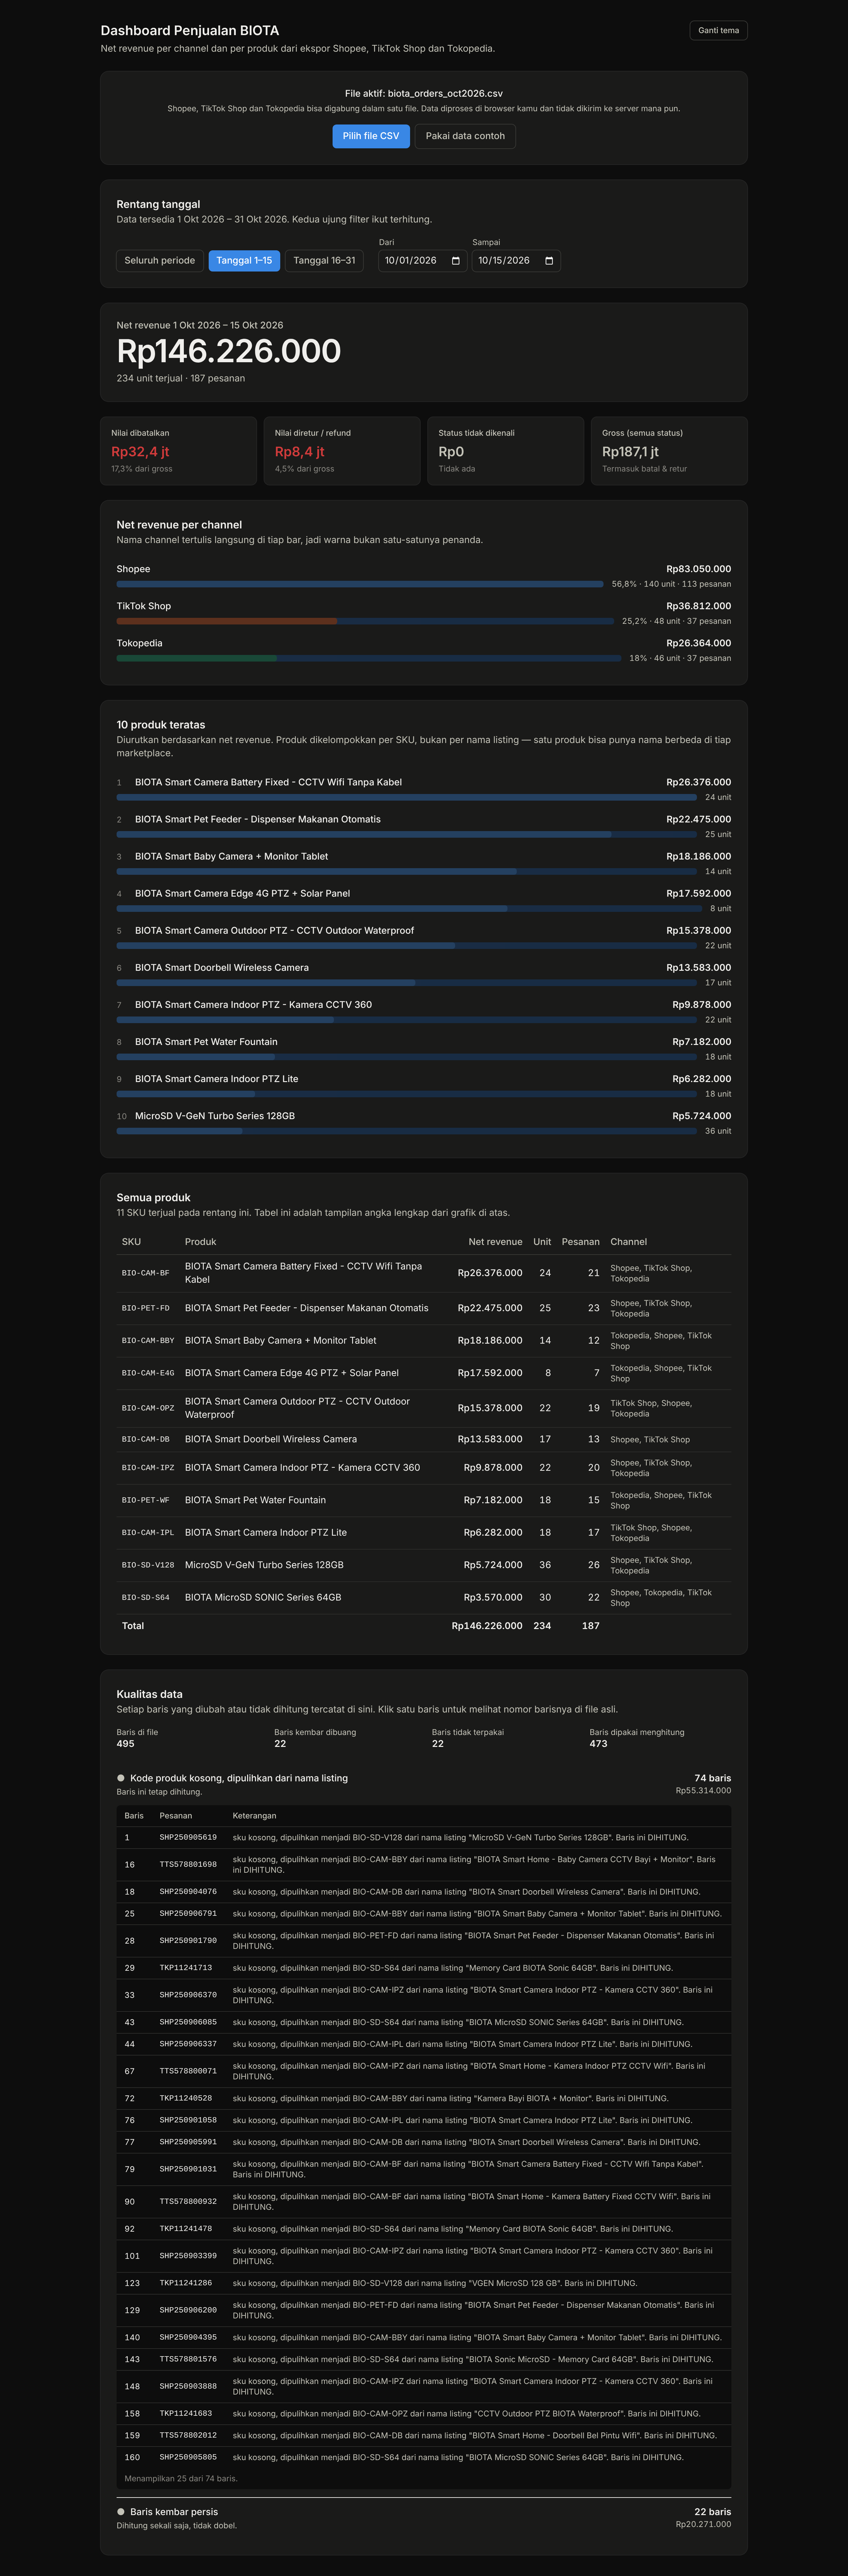 Dashboard Penjualan BIOTA
Net revenue per channel dan per produk dari ekspor Shopee, TikTok Shop dan Tokopedia.
Ganti tema
File aktif: biota_orders_oct2026.csv
Shopee, TikTok Shop dan Tokopedia bisa digabung dalam satu file. Data diproses di browser kamu dan tidak dikirim ke server mana pun.
Pilih file CSV
Pakai data contoh
Rentang tanggal
Data tersedia 1 Okt 2026 – 31 Okt 2026. Kedua ujung filter ikut terhitung.
Dari
Sampai
Seluruh periode
Tanggal 1–15
Tanggal 16–31
10/01/2026
10/15/2026
Net revenue 1 Okt 2026 – 15 Okt 2026
Rp146.226.000
234 unit terjual · 187 pesanan
Nilai dibatalkan
Rp32,4 jt
17,3% dari gross
Nilai diretur / refund
Rp8,4 jt
4,5% dari gross
Status tidak dikenali
Rp0
Tidak ada
Gross (semua status)
Rp187,1 jt
Termasuk batal & retur
Net revenue per channel
Nama channel tertulis langsung di tiap bar, jadi warna bukan satu-satunya penanda.
Shopee Rp83.050.000
56,8% · 140 unit · 113 pesanan
TikTok Shop Rp36.812.000
25,2% · 48 unit · 37 pesanan
Tokopedia Rp26.364.000
18% · 46 unit · 37 pesanan
10 produk teratas
Diurutkan berdasarkan net revenue. Produk dikelompokkan per SKU, bukan per nama listing — satu produk bisa punya nama berbeda di tiap
marketplace.
1 BIOTA Smart Camera Battery Fixed - CCTV Wifi Tanpa Kabel Rp26.376.000
24 unit
2 BIOTA Smart Pet Feeder - Dispenser Makanan Otomatis Rp22.475.000
25 unit
3 BIOTA Smart Baby Camera + Monitor Tablet Rp18.186.000
14 unit
4 BIOTA Smart Camera Edge 4G PTZ + Solar Panel Rp17.592.000
8 unit
5 BIOTA Smart Camera Outdoor PTZ - CCTV Outdoor Waterproof Rp15.378.000
22 unit
6 BIOTA Smart Doorbell Wireless Camera Rp13.583.000
17 unit
7 BIOTA Smart Camera Indoor PTZ - Kamera CCTV 360 Rp9.878.000
22 unit
8 BIOTA Smart Pet Water Fountain Rp7.182.000
18 unit
9 BIOTA Smart Camera Indoor PTZ Lite Rp6.282.000
18 unit
10 MicroSD V-GeN Turbo Series 128GB Rp5.724.000
36 unit
Semua produk
11 SKU terjual pada rentang ini. Tabel ini adalah tampilan angka lengkap dari grafik di atas.
SKU Produk Net revenue Unit Pesanan Channel
BIO-CAM-BF BIOTA Smart Camera Battery Fixed - CCTV Wifi Tanpa Kabel Rp26.376.000 24 21 Shopee, TikTok Shop, Tokopedia
BIO-PET-FD BIOTA Smart Pet Feeder - Dispenser Makanan Otomatis Rp22.475.000 25 23 Shopee, TikTok Shop, Tokopedia
BIO-CAM-BBY BIOTA Smart Baby Camera + Monitor Tablet Rp18.186.000 14 12 Tokopedia, Shopee, TikTok Shop
BIO-CAM-E4G BIOTA Smart Camera Edge 4G PTZ + Solar Panel Rp17.592.000 8 7 Tokopedia, Shopee, TikTok Shop
BIO-CAM-OPZ BIOTA Smart Camera Outdoor PTZ - CCTV Outdoor Waterproof Rp15.378.000 22 19 TikTok Shop, Shopee, Tokopedia
BIO-CAM-DB BIOTA Smart Doorbell Wireless Camera Rp13.583.000 17 13 Shopee, TikTok Shop
BIO-CAM-IPZ BIOTA Smart Camera Indoor PTZ - Kamera CCTV 360 Rp9.878.000 22 20 Shopee, TikTok Shop, Tokopedia
BIO-PET-WF BIOTA Smart Pet Water Fountain Rp7.182.000 18 15 Tokopedia, Shopee, TikTok Shop
BIO-CAM-IPL BIOTA Smart Camera Indoor PTZ Lite Rp6.282.000 18 17 TikTok Shop, Shopee, Tokopedia
BIO-SD-V128 MicroSD V-GeN Turbo Series 128GB Rp5.724.000 36 26 Shopee, TikTok Shop, Tokopedia
BIO-SD-S64 BIOTA MicroSD SONIC Series 64GB Rp3.570.000 30 22 Shopee, Tokopedia, TikTok Shop
Total Rp146.226.000 234 187
Kualitas data
Setiap baris yang diubah atau tidak dihitung tercatat di sini. Klik satu baris untuk melihat nomor barisnya di file asli.
Baris di file
495
Baris kembar dibuang
22
Baris tidak terpakai
22
Baris dipakai menghitung
473
Kode produk kosong, dipulihkan dari nama listing 74 baris
Baris ini tetap dihitung. Rp55.314.000
Baris Pesanan Keterangan
1 SHP250905619 sku kosong, dipulihkan menjadi BIO-SD-V128 dari nama listing "MicroSD V-GeN Turbo Series 128GB". Baris ini DIHITUNG.
16 TTS578801698 sku kosong, dipulihkan menjadi BIO-CAM-BBY dari nama listing "BIOTA Smart Home - Baby Camera CCTV Bayi + Monitor". Baris ini DIHITUNG.
18 SHP250904076 sku kosong, dipulihkan menjadi BIO-CAM-DB dari nama listing "BIOTA Smart Doorbell Wireless Camera". Baris ini DIHITUNG.
25 SHP250906791 sku kosong, dipulihkan menjadi BIO-CAM-BBY dari nama listing "BIOTA Smart Baby Camera + Monitor Tablet". Baris ini DIHITUNG.
28 SHP250901790 sku kosong, dipulihkan menjadi BIO-PET-FD dari nama listing "BIOTA Smart Pet Feeder - Dispenser Makanan Otomatis". Baris ini DIHITUNG.
29 TKP11241713 sku kosong, dipulihkan menjadi BIO-SD-S64 dari nama listing "Memory Card BIOTA Sonic 64GB". Baris ini DIHITUNG.
33 SHP250906370 sku kosong, dipulihkan menjadi BIO-CAM-IPZ dari nama listing "BIOTA Smart Camera Indoor PTZ - Kamera CCTV 360". Baris ini DIHITUNG.
43 SHP250906085 sku kosong, dipulihkan menjadi BIO-SD-S64 dari nama listing "BIOTA MicroSD SONIC Series 64GB". Baris ini DIHITUNG.
44 SHP250906337 sku kosong, dipulihkan menjadi BIO-CAM-IPL dari nama listing "BIOTA Smart Camera Indoor PTZ Lite". Baris ini DIHITUNG.
67 TTS578800071 sku kosong, dipulihkan menjadi BIO-CAM-IPZ dari nama listing "BIOTA Smart Home - Kamera Indoor PTZ CCTV Wifi". Baris ini DIHITUNG.
72 TKP11240528 sku kosong, dipulihkan menjadi BIO-CAM-BBY dari nama listing "Kamera Bayi BIOTA + Monitor". Baris ini DIHITUNG.
76 SHP250901058 sku kosong, dipulihkan menjadi BIO-CAM-IPL dari nama listing "BIOTA Smart Camera Indoor PTZ Lite". Baris ini DIHITUNG.
77 SHP250905991 sku kosong, dipulihkan menjadi BIO-CAM-DB dari nama listing "BIOTA Smart Doorbell Wireless Camera". Baris ini DIHITUNG.
79 SHP250901031 sku kosong, dipulihkan menjadi BIO-CAM-BF dari nama listing "BIOTA Smart Camera Battery Fixed - CCTV Wifi Tanpa Kabel". Baris ini DIHITUNG.
90 TTS578800932 sku kosong, dipulihkan menjadi BIO-CAM-BF dari nama listing "BIOTA Smart Home - Kamera Battery Fixed CCTV Wifi". Baris ini DIHITUNG.
92 TKP11241478 sku kosong, dipulihkan menjadi BIO-SD-S64 dari nama listing "Memory Card BIOTA Sonic 64GB". Baris ini DIHITUNG.
101 SHP250903399 sku kosong, dipulihkan menjadi BIO-CAM-IPZ dari nama listing "BIOTA Smart Camera Indoor PTZ - Kamera CCTV 360". Baris ini DIHITUNG.
123 TKP11241286 sku kosong, dipulihkan menjadi BIO-SD-V128 dari nama listing "VGEN MicroSD 128 GB". Baris ini DIHITUNG.
129 SHP250906200 sku kosong, dipulihkan menjadi BIO-PET-FD dari nama listing "BIOTA Smart Pet Feeder - Dispenser Makanan Otomatis". Baris ini DIHITUNG.
140 SHP250904395 sku kosong, dipulihkan menjadi BIO-CAM-BBY dari nama listing "BIOTA Smart Baby Camera + Monitor Tablet". Baris ini DIHITUNG.
143 TTS578801576 sku kosong, dipulihkan menjadi BIO-SD-S64 dari nama listing "BIOTA Sonic MicroSD - Memory Card 64GB". Baris ini DIHITUNG.
148 SHP250903888 sku kosong, dipulihkan menjadi BIO-CAM-IPZ dari nama listing "BIOTA Smart Camera Indoor PTZ - Kamera CCTV 360". Baris ini DIHITUNG.
158 TKP11241683 sku kosong, dipulihkan menjadi BIO-CAM-OPZ dari nama listing "CCTV Outdoor PTZ BIOTA Waterproof". Baris ini DIHITUNG.
159 TTS578802012 sku kosong, dipulihkan menjadi BIO-CAM-DB dari nama listing "BIOTA Smart Home - Doorbell Bel Pintu Wifi". Baris ini DIHITUNG.
160 SHP250905805 sku kosong, dipulihkan menjadi BIO-SD-S64 dari nama listing "BIOTA MicroSD SONIC Series 64GB". Baris ini DIHITUNG.
Menampilkan 25 dari 74 baris.
Baris kembar persis 22 baris
Dihitung sekali saja, tidak dobel. Rp20.271.000